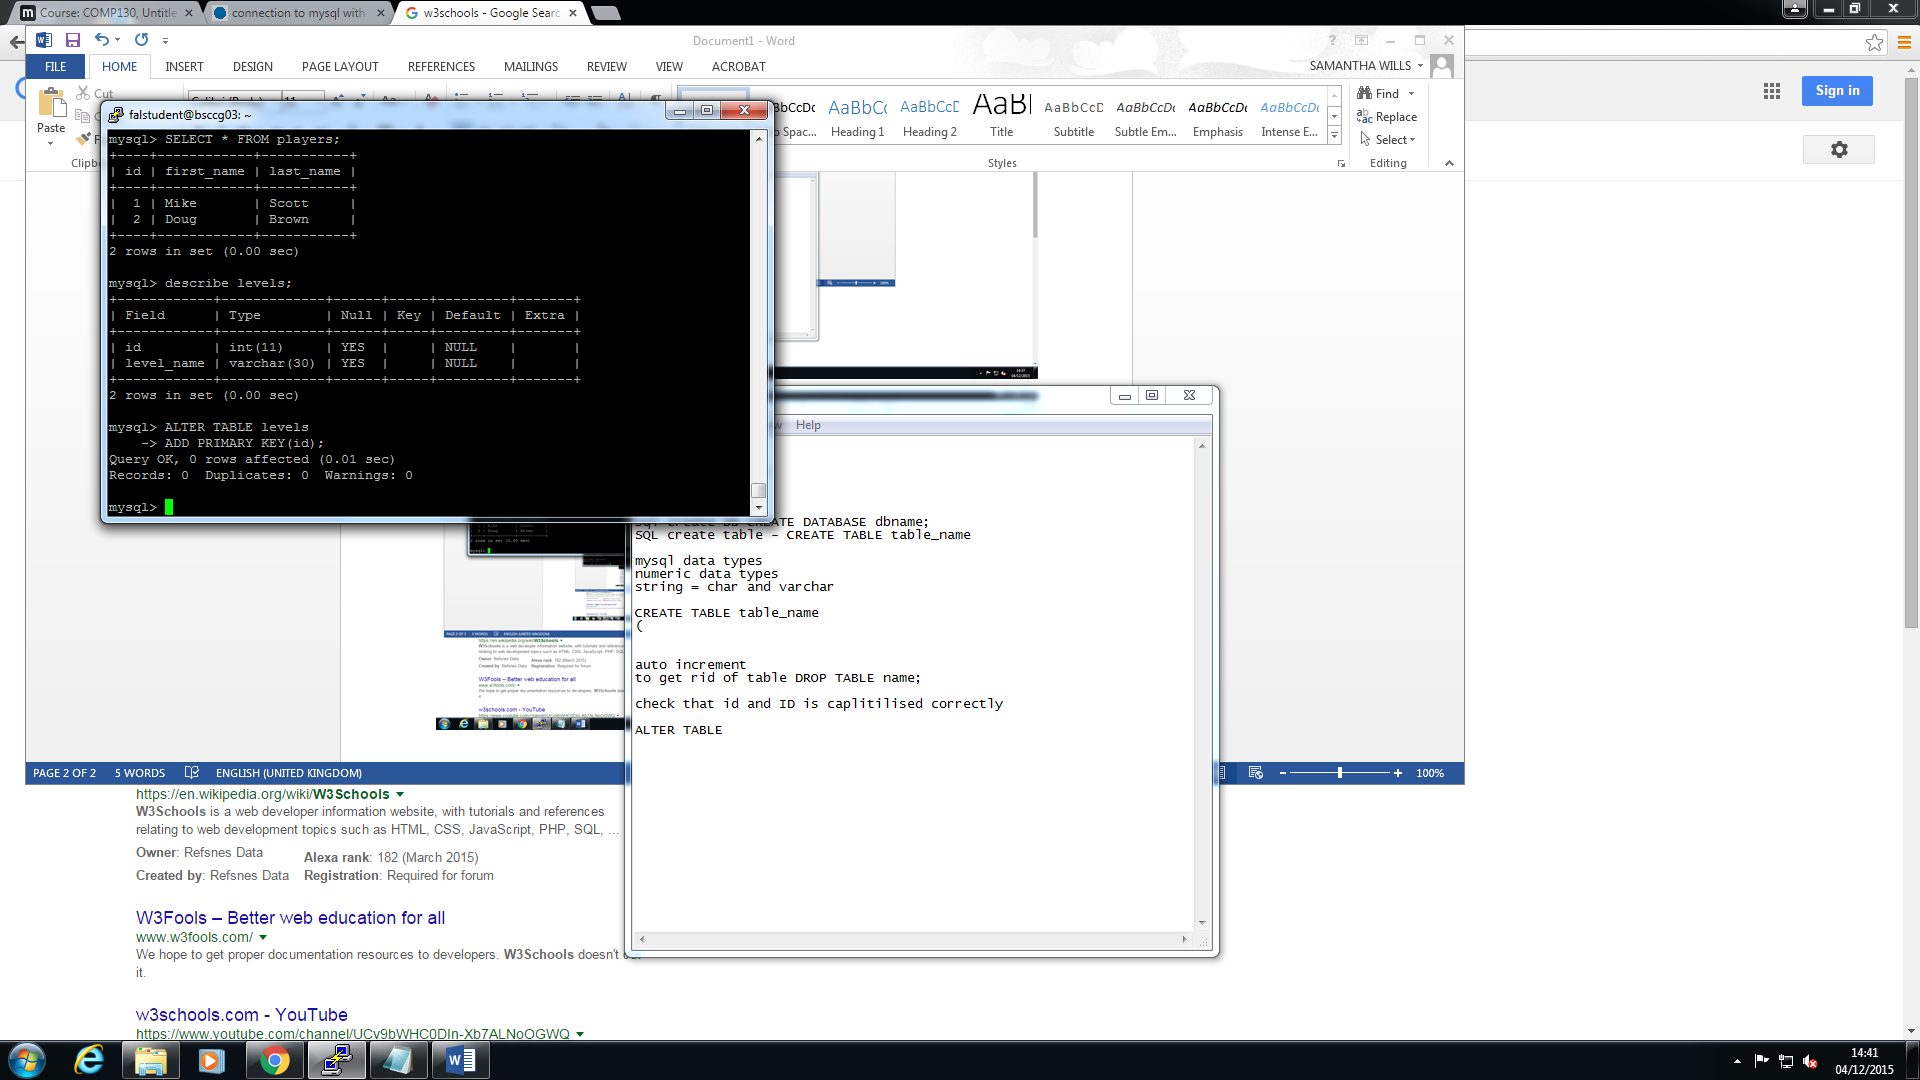 Course: COMP130, Untitle
connection to mysql with
w3schools - Google Searc
Document1 - Word
FILE HOME INSERT DESIGN PAGE LAYOUT REFERENCES MAILINGS REVIEW VIEW ACROBAT
SAMANTHA WILLS
Cut
Paste
Heading 1
Heading 2
Title
Subtitle
Subtle Em...
Emphasis
Intense E...
Styles
Find
Replace
Select
Editing
Sign in
falstudent@bsccg03: ~
mysql> SELECT * FROM players;
+----+------------+-----------+
| id | first_name | last_name |
+----+------------+-----------+
|  1 | Mike       | Scott     |
|  2 | Doug       | Brown     |
+----+------------+-----------+
2 rows in set (0.00 sec)
mysql> describe levels;
+------------+-------------+------+-----+---------+-------+
| Field      | Type        | Null | Key | Default | Extra |
+------------+-------------+------+-----+---------+-------+
| id         | int(11)     | YES  |     | NULL    |       |
| level_name | varchar(30) | YES  |     | NULL    |       |
+------------+-------------+------+-----+---------+-------+
2 rows in set (0.00 sec)
mysql> ALTER TABLE levels
-> ADD PRIMARY KEY(id);
Query OK, 0 rows affected (0.01 sec)
Records: 0  Duplicates: 0  Warnings: 0
mysql>
Help
CREATE DATABASE dbname;
SQL create table - CREATE TABLE table_name
mysql data types
numeric data types
string = char and varchar
CREATE TABLE table_name
(
auto increment
to get rid of table DROP TABLE name;
check that id and ID is caplitilised correctly
ALTER TABLE
PAGE 2 OF 2 5 WORDS ENGLISH (UNITED KINGDOM)
100%
https://en.wikipedia.org/wiki/W3Schools
W3Schools is a web developer information website, with tutorials and references
relating to web development topics such as HTML, CSS, JavaScript, PHP, SQL, ...
Owner: Refsnes Data
Alexa rank: 182 (March 2015)
Created by: Refsnes Data
Registration: Required for forum
W3Fools – Better web education for all
www.w3fools.com/
We hope to get proper documentation resources to developers. W3Schools doesn't
it.
w3schools.com - YouTube
https://www.youtube.com/channel/UCv9bWHC0DIn-Xb7ALNoOGWQ
14:41
04/12/2015